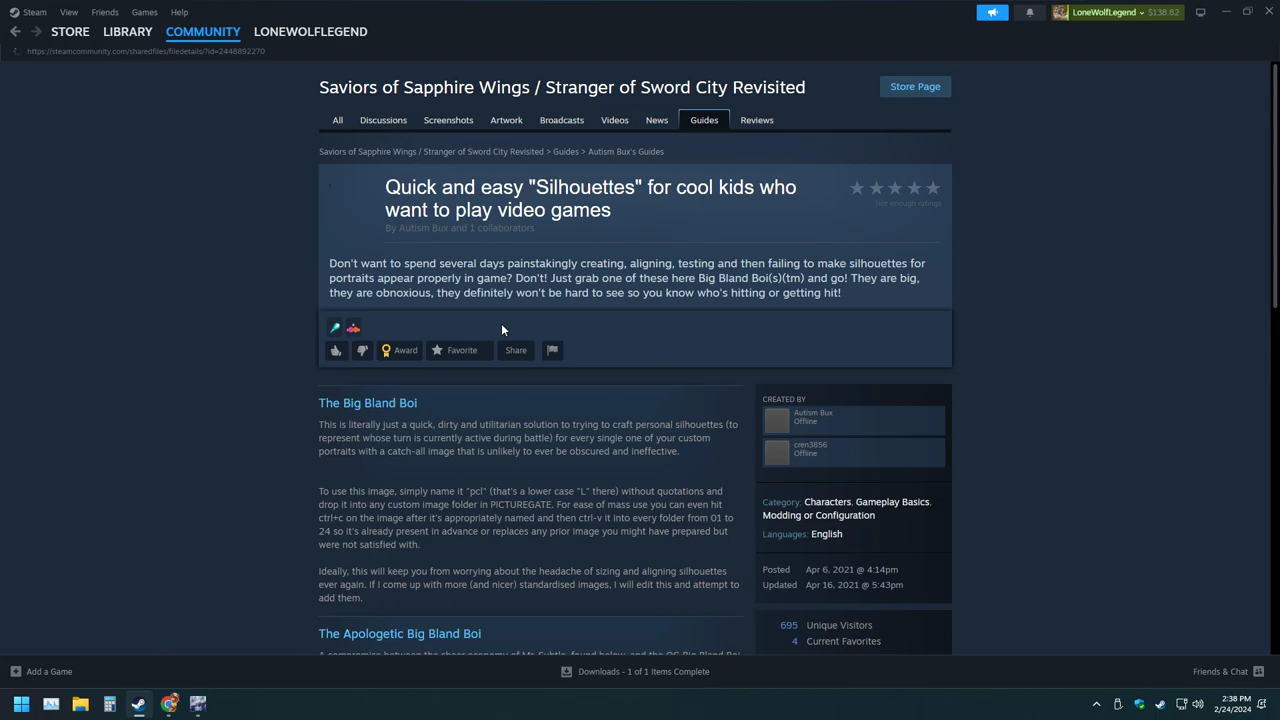 Steam View Friends Games Help
LoneWolfLegend $138.82
STORE LIBRARY COMMUNITY LONEWOLFLEGEND
https://steamcommunity.com/sharedfiles/filedetails/?id=2448892270
Saviors of Sapphire Wings / Stranger of Sword City Revisited
Store Page
All Discussions Screenshots Artwork Broadcasts Videos News Guides Reviews
Saviors of Sapphire Wings / Stranger of Sword City Revisited > Guides > Autism Bux's Guides
Quick and easy "Silhouettes" for cool kids who
want to play video games
Not enough ratings
By Autism Bux and 1 collaborators
Don't want to spend several days painstakingly creating, aligning, testing and then failing to make silhouettes for
portraits appear properly in game? Don't! Just grab one of these here Big Bland Boi(s)(tm) and go! They are big,
they are obnoxious, they definitely won't be hard to see so you know who's hitting or getting hit!
Award Favorite Share
The Big Bland Boi
This is literally just a quick, dirty and utilitarian solution to trying to craft personal silhouettes (to
represent whose turn is currently active during battle) for every single one of your custom
portraits with a catch-all image that is unlikely to ever be obscured and ineffective.
To use this image, simply name it "pcl" (that's a lower case "L" there) without quotations and
drop it into any custom image folder in PICTUREGATE. For ease of mass use you can even hit
ctrl+c on the image after it's appropriately named and then ctrl-v it into every folder from 01 to
24 so it's already present in advance or replaces any prior image you might have prepared but
were not satisfied with.
Ideally, this will keep you from worrying about the headache of sizing and aligning silhouettes
ever again. If I come up with more (and nicer) standardised images, I will edit this and attempt to
add them.
The Apologetic Big Bland Boi
A compromise between the sheer economy of Mr. Subtle, found below, and the OG Big Bland Boi
CREATED BY
Autism Bux
Offline
cren3856
Offline
Category: Characters, Gameplay Basics,
Modding or Configuration
Languages: English
Posted Apr 6, 2021 @ 4:14pm
Updated Apr 16, 2021 @ 5:43pm
695 Unique Visitors
4 Current Favorites
Add a Game
Downloads - 1 of 1 Items Complete
Friends & Chat
2:38 PM
2/24/2024